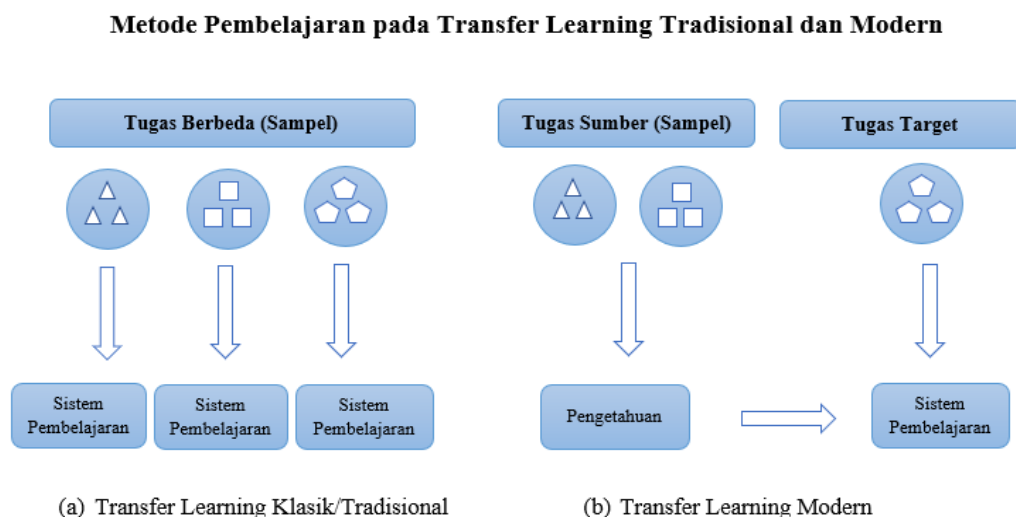 Metode Pembelajaran pada Transfer Learning Tradisional dan Modern
Tugas Berbeda (Sampel)
Sistem
Pembelajaran
Sistem
Pembelajaran
Sistem
Pembelajaran
(a) Transfer Learning Klasik/Tradisional
Tugas Sumber (Sampel)
Tugas Target
Pengetahuan
Sistem
Pembelajaran
(b) Transfer Learning Modern